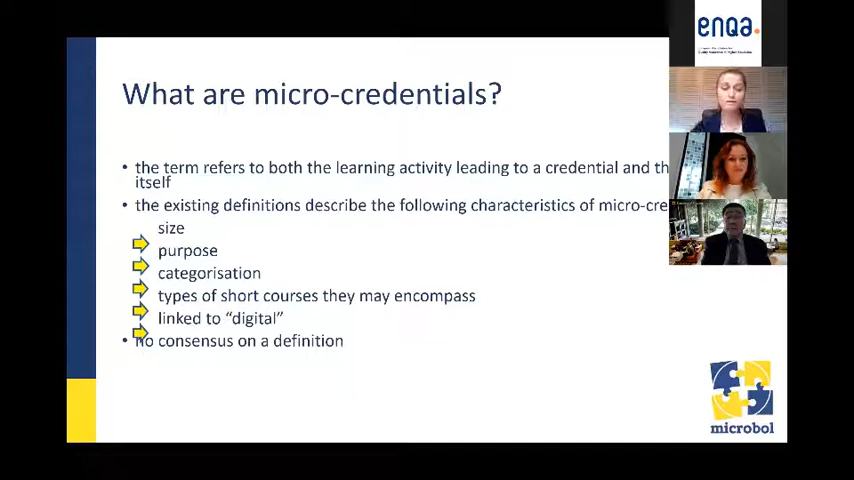 enqa.
What are micro-credentials?
• the term refers to both the learning activity leading to a credential and th
itself
• the existing definitions describe the following characteristics of micro-cre
size
purpose
categorisation
types of short courses they may encompass
linked to “digital”
• no consensus on a definition
microbol